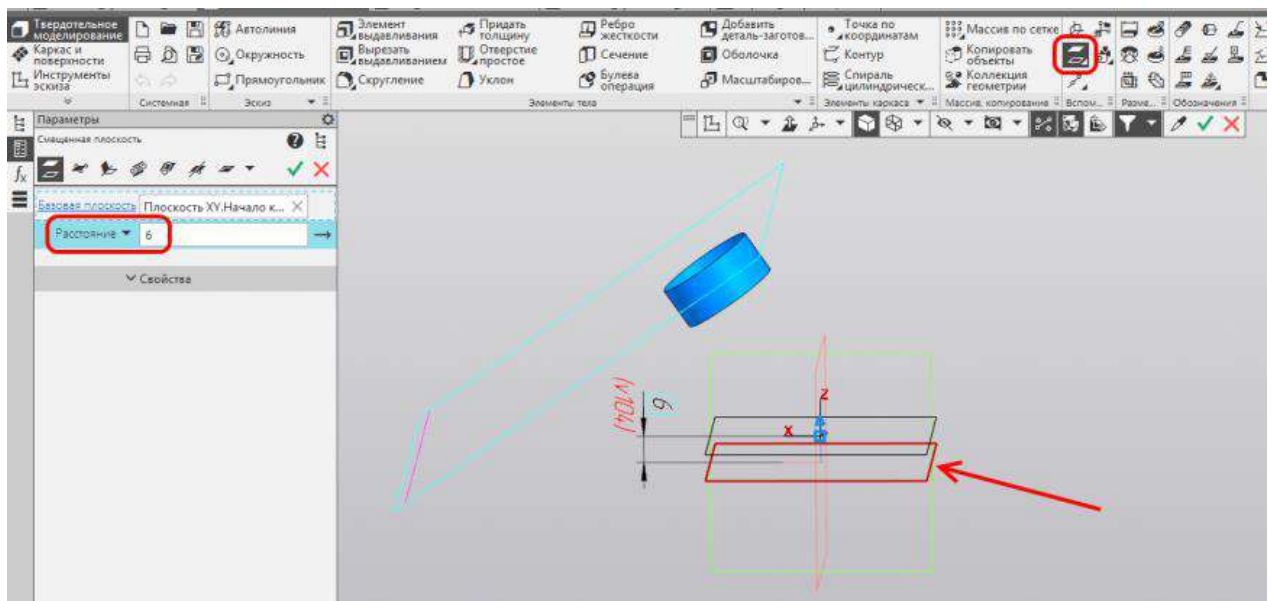 Твердотельное моделирование
Автолиния
Элемент выдавливания
Придать толщину
Ребро жесткости
Добавить деталь-заготов...
Точка по координатам
Массив по сетке
Каркас и поверхности
Окружность
Вырезать выдавливанием
Отверстие простое
Сечение
Оболочка
Контур
Копировать объекты
Инструменты эскиза
Прямоугольник
Скругление
Уклон
Булева операция
Масштабиров...
Спираль цилиндрическ...
Коллекция геометрии
Системная
Эскиз
Элементы тела
Элементы каркаса
Массив, копирование
Вспом...
Разме...
Обозначения
Параметры
Смещенная плоскость
Базовая плоскость
Плоскость XY.Начало к...
Расстояние
6
Свойства
fx
6
(v104)
Z
X